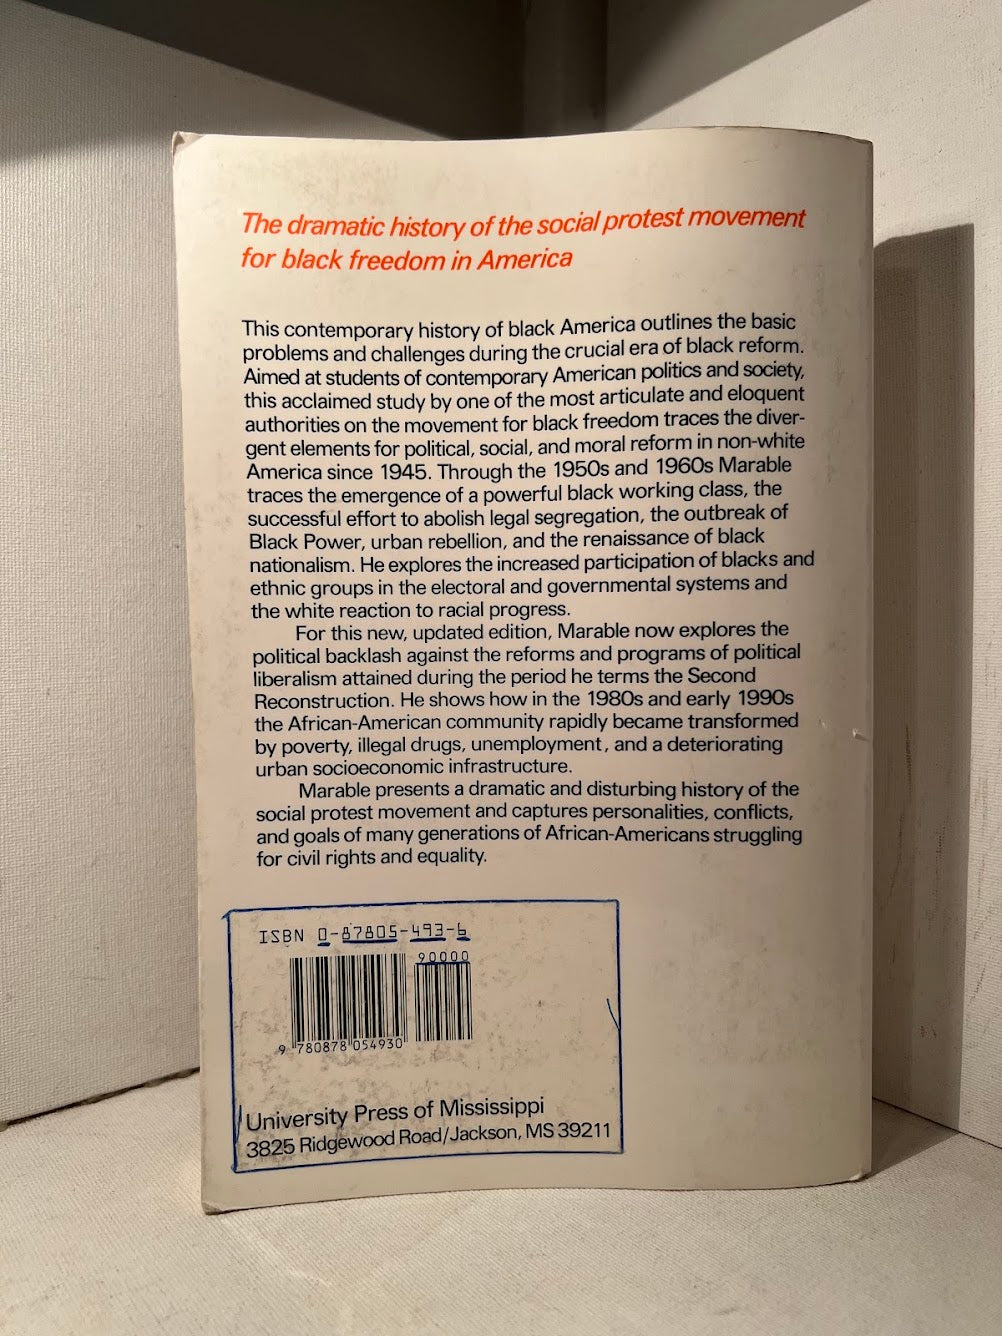 The dramatic history of the social protest movement
for black freedom in America
This contemporary history of black America outlines the basic
problems and challenges during the crucial era of black reform.
Aimed at students of contemporary American politics and society,
this acclaimed study by one of the most articulate and eloquent
authorities on the movement for black freedom traces the diver-
gent elements for political, social, and moral reform in non-white
America since 1945. Through the 1950s and 1960s Marable
traces the emergence of a powerful black working class, the
successful effort to abolish legal segregation, the outbreak of
Black Power, urban rebellion, and the renaissance of black
nationalism. He explores the increased participation of blacks and
ethnic groups in the electoral and governmental systems and
the white reaction to racial progress.
For this new, updated edition, Marable now explores the
political backlash against the reforms and programs of political
liberalism attained during the period he terms the Second
Reconstruction. He shows how in the 1980s and early 1990s
the African-American community rapidly became transformed
by poverty, illegal drugs, unemployment, and a deteriorating
urban socioeconomic infrastructure.
Marable presents a dramatic and disturbing history of the
social protest movement and captures personalities, conflicts,
and goals of many generations of African-Americans struggling
for civil rights and equality.
ISBN 0-87805-493-6
90000
9 780878 054930
University Press of Mississippi
3825 Ridgewood Road/Jackson, MS 39211